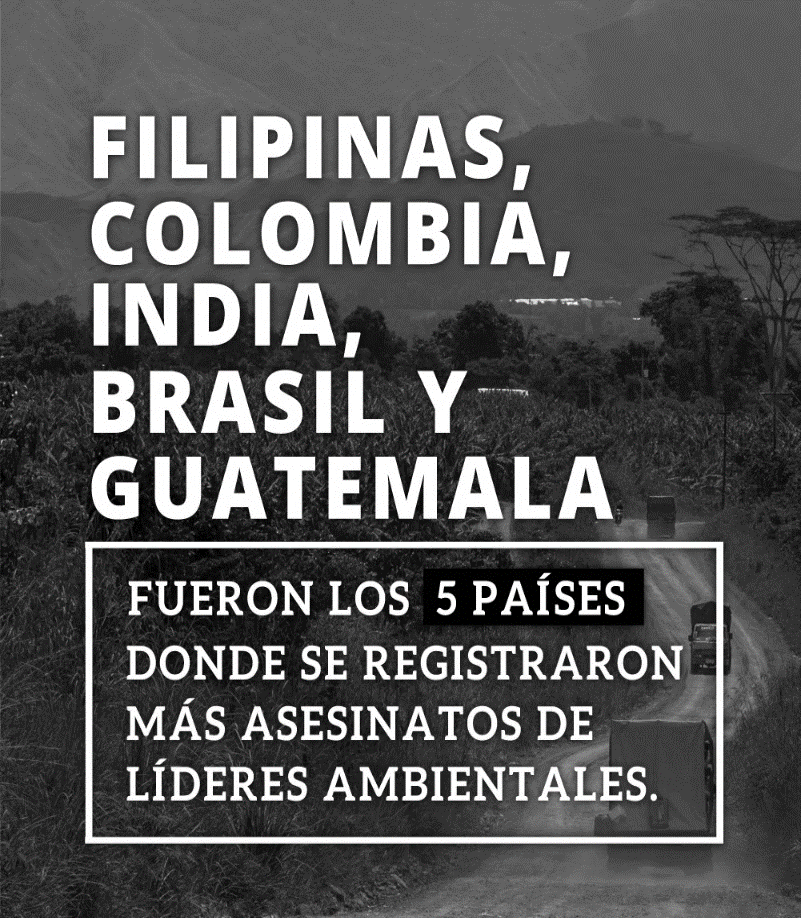 FILIPINAS,
COLOMBIA,
INDIA,
BRASIL Y
GUATEMALA
FUERON LOS 5 PAÍSES
DONDE SE REGISTRARON
MÁS ASESINATOS DE
LÍDERES AMBIENTALES.